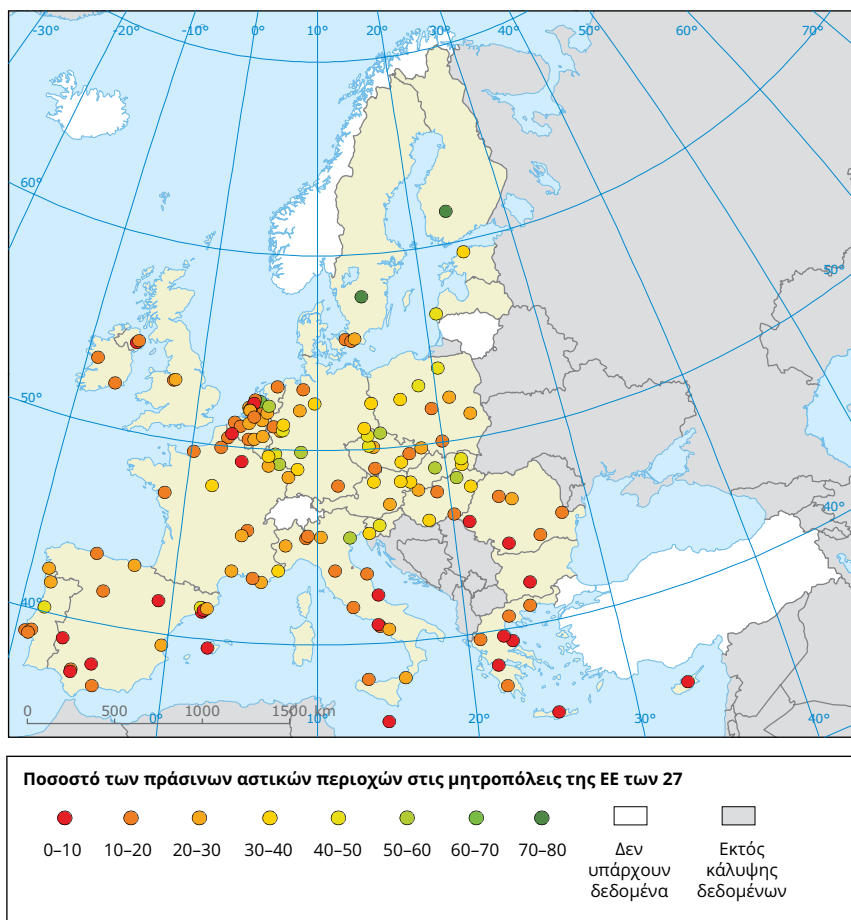 -30° -20° -10° 0° 10° 20° 30° 40° 50° 60° 70°
60°
50°
50°
40°
40°
0 500 1000 1500 km
0° 10° 20° 30° 40°
Ποσοστό των πράσινων αστικών περιοχών στις μητροπόλεις της ΕΕ των 27
0–10 10–20 20–30 30–40 40–50 50–60 60–70 70–80 Δεν υπάρχουν δεδομένα Εκτός κάλυψης δεδομένων